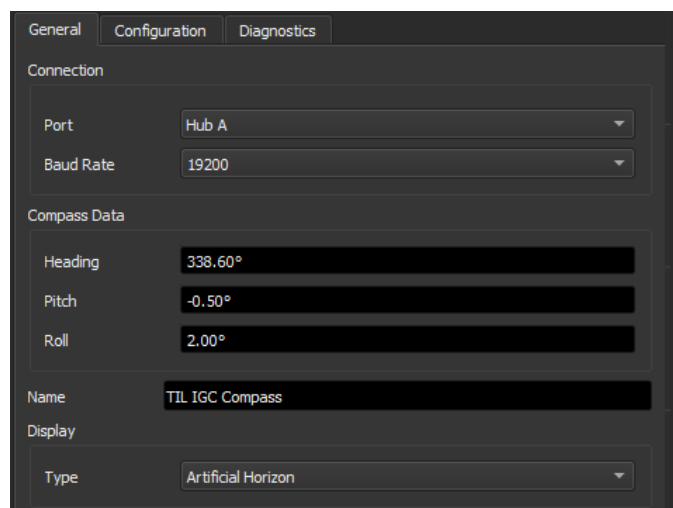 General Configuration Diagnostics
Connection
Port Hub A
Baud Rate 19200
Compass Data
Heading 338.60°
Pitch -0.50°
Roll 2.00°
Name TIL IGC Compass
Display
Type Artificial Horizon